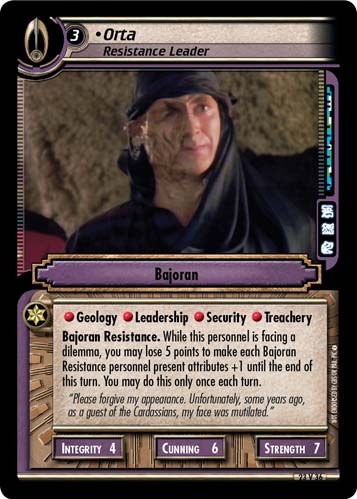 3
•Orta
Resistance Leader
Bajoran
Geology Leadership Security Treachery
Bajoran Resistance. While this personnel is facing a
dilemma, you may lose 5 points to make each Bajoran
Resistance personnel present attributes +1 until the end of
this turn. You may do this only once each turn.
“Please forgive my appearance. Unfortunately, some years ago,
as a guest of the Cardassians, my face was mutilated.”
INTEGRITY 4 CUNNING 6 STRENGTH 7
23 V 36